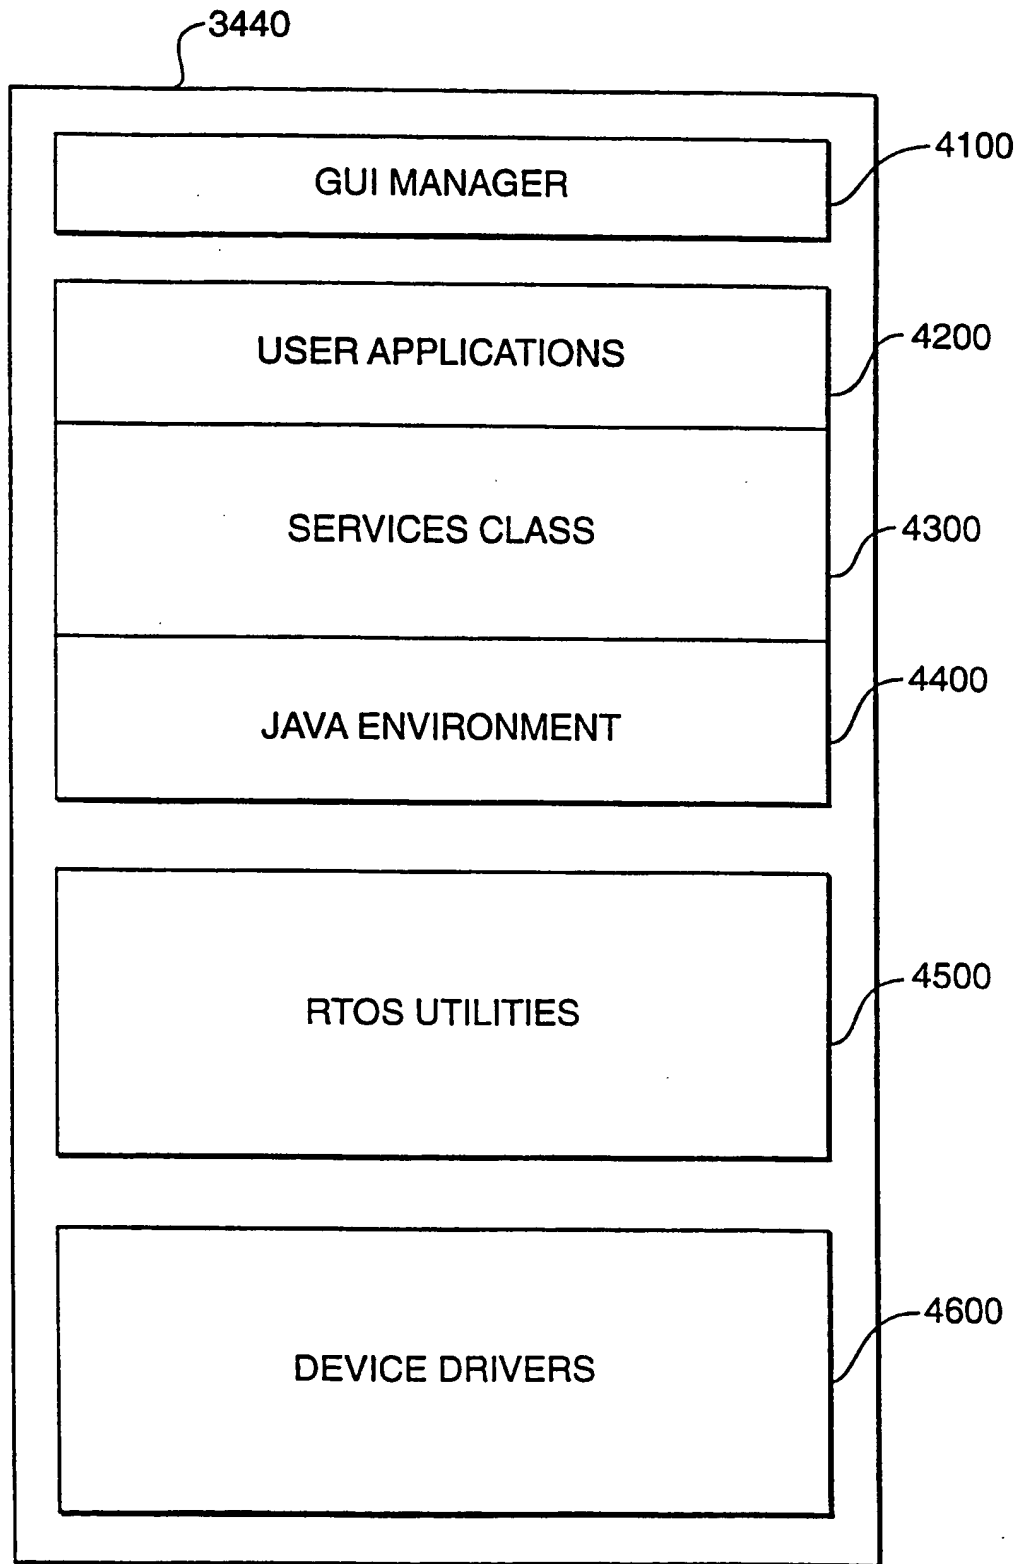 3440
GUI MANAGER
4100
USER APPLICATIONS
4200
SERVICES CLASS
4300
JAVA ENVIRONMENT
4400
RTOS UTILITIES
4500
DEVICE DRIVERS
4600